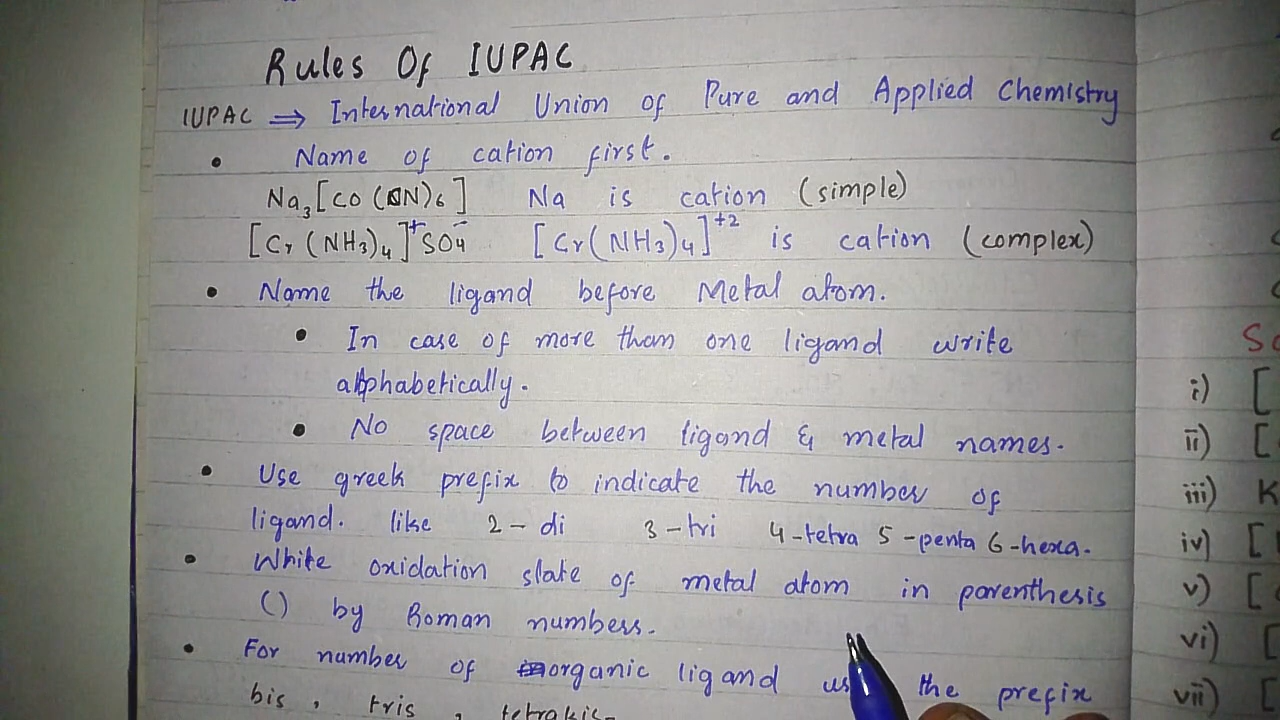 Rules Of IUPAC
IUPAC ⟹ International Union of Pure and Applied Chemistry
• Name of cation first.
Na₃[CO(CN)₆] Na is cation (simple)
[Cr(NH₃)₄]⁺SO₄⁻ [Cr(NH₃)₄]⁺² is cation (complex)
• Name the ligand before Metal atom.
• In case of more than one ligand write
alphabetically.
• No space between ligand & metal names.
• Use greek prefix to indicate the number of
ligand. like 2-di 3-tri 4-tetra 5-penta 6-hexa.
• White oxidation state of metal atom in parenthesis
() by Roman numbers.
• For number of organic ligand the prefix
bis, tris, tetrakis-
i) [
ii) [
iii) K
iv) [
v) [
vi) [
vii) [